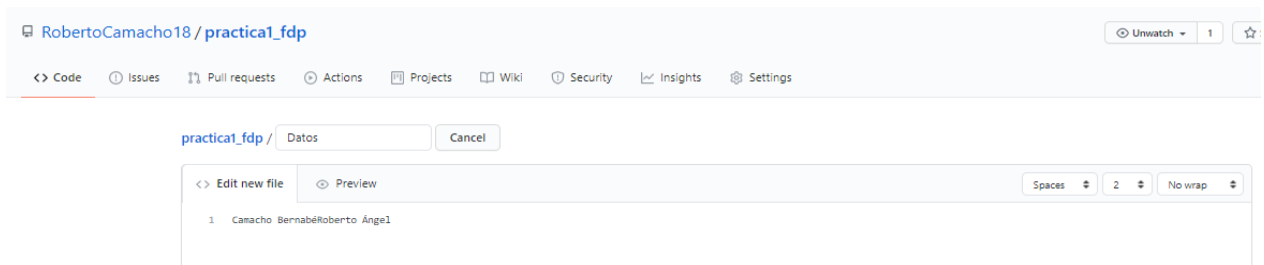 RobertoCamacho18 / practica1_fdp
Unwatch 1
Code Issues Pull requests Actions Projects Wiki Security Insights Settings
practica1_fdp / Datos Cancel
<> Edit new file Preview Spaces 2 No wrap
1 Camacho BernabéRoberto Ángel